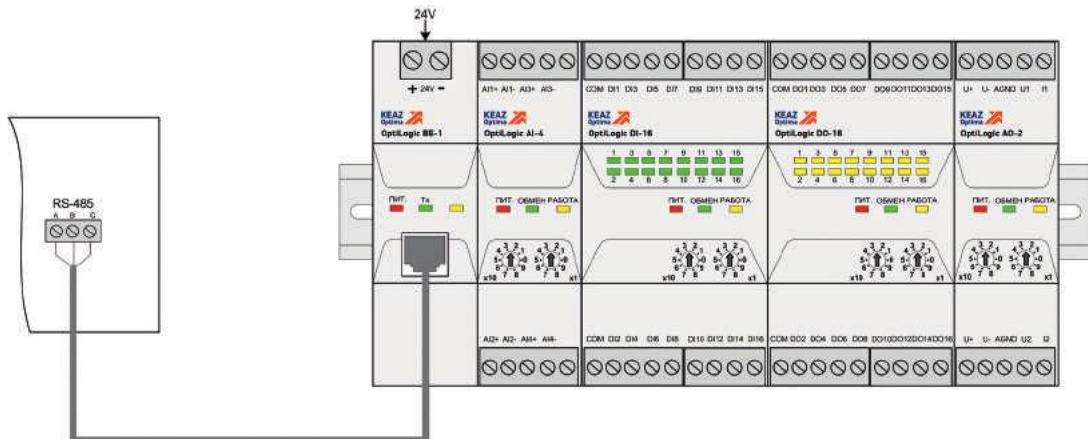 24V
+ 24V -
AI1+ AI1- AI3+ AI3-
COM DI1 DI3 DI5 DI7 DI9 DI11 DI13 DI15
COM DO1 DO3 DO5 DO7 DO9 DO11 DO13 DO15
U+ U- AGND U1 I1
KEAZ Optima
OptiLogic BE-1
KEAZ Optima
OptiLogic AI-4
KEAZ Optima
OptiLogic DI-16
KEAZ Optima
OptiLogic DO-16
KEAZ Optima
OptiLogic AO-2
1 3 5 7 9 11 13 15
2 4 6 8 10 12 14 16
1 3 5 7 9 11 13 15
2 4 6 8 10 12 14 16
RS-485
A B C
ПИТ. Tx
ПИТ. ОБМЕН РАБОТА
ПИТ. ОБМЕН РАБОТА
ПИТ. ОБМЕН РАБОТА
ПИТ. ОБМЕН РАБОТА
x10 x1
x10 x1
x10 x1
x10 x1
AI2+ AI2- AI4+ AI4-
COM DI2 DI4 DI6 DI8 DI10 DI12 DI14 DI16
COM DO2 DO4 DO6 DO8 DO10 DO12 DO14 DO16
U+ U- AGND U2 I2